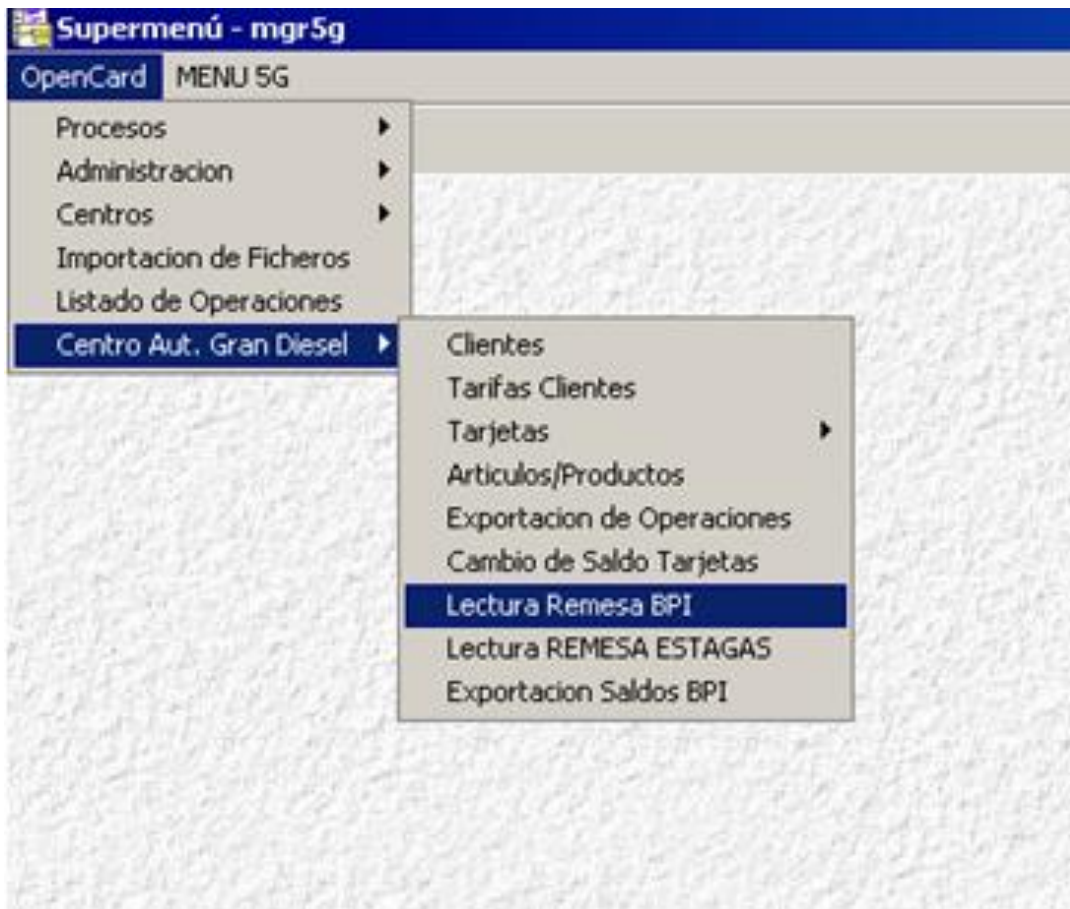 Supermenú - mgr5g
OpenCard MENU 5G
Procesos
Administracion
Centros
Importacion de Ficheros
Listado de Operaciones
Centro Aut. Gran Diesel
Clientes
Tarifas Clientes
Tarjetas
Articulos/Productos
Exportacion de Operaciones
Cambio de Saldo Tarjetas
Lectura Remesa BPI
Lectura REMESA ESTAGAS
Exportacion Saldos BPI